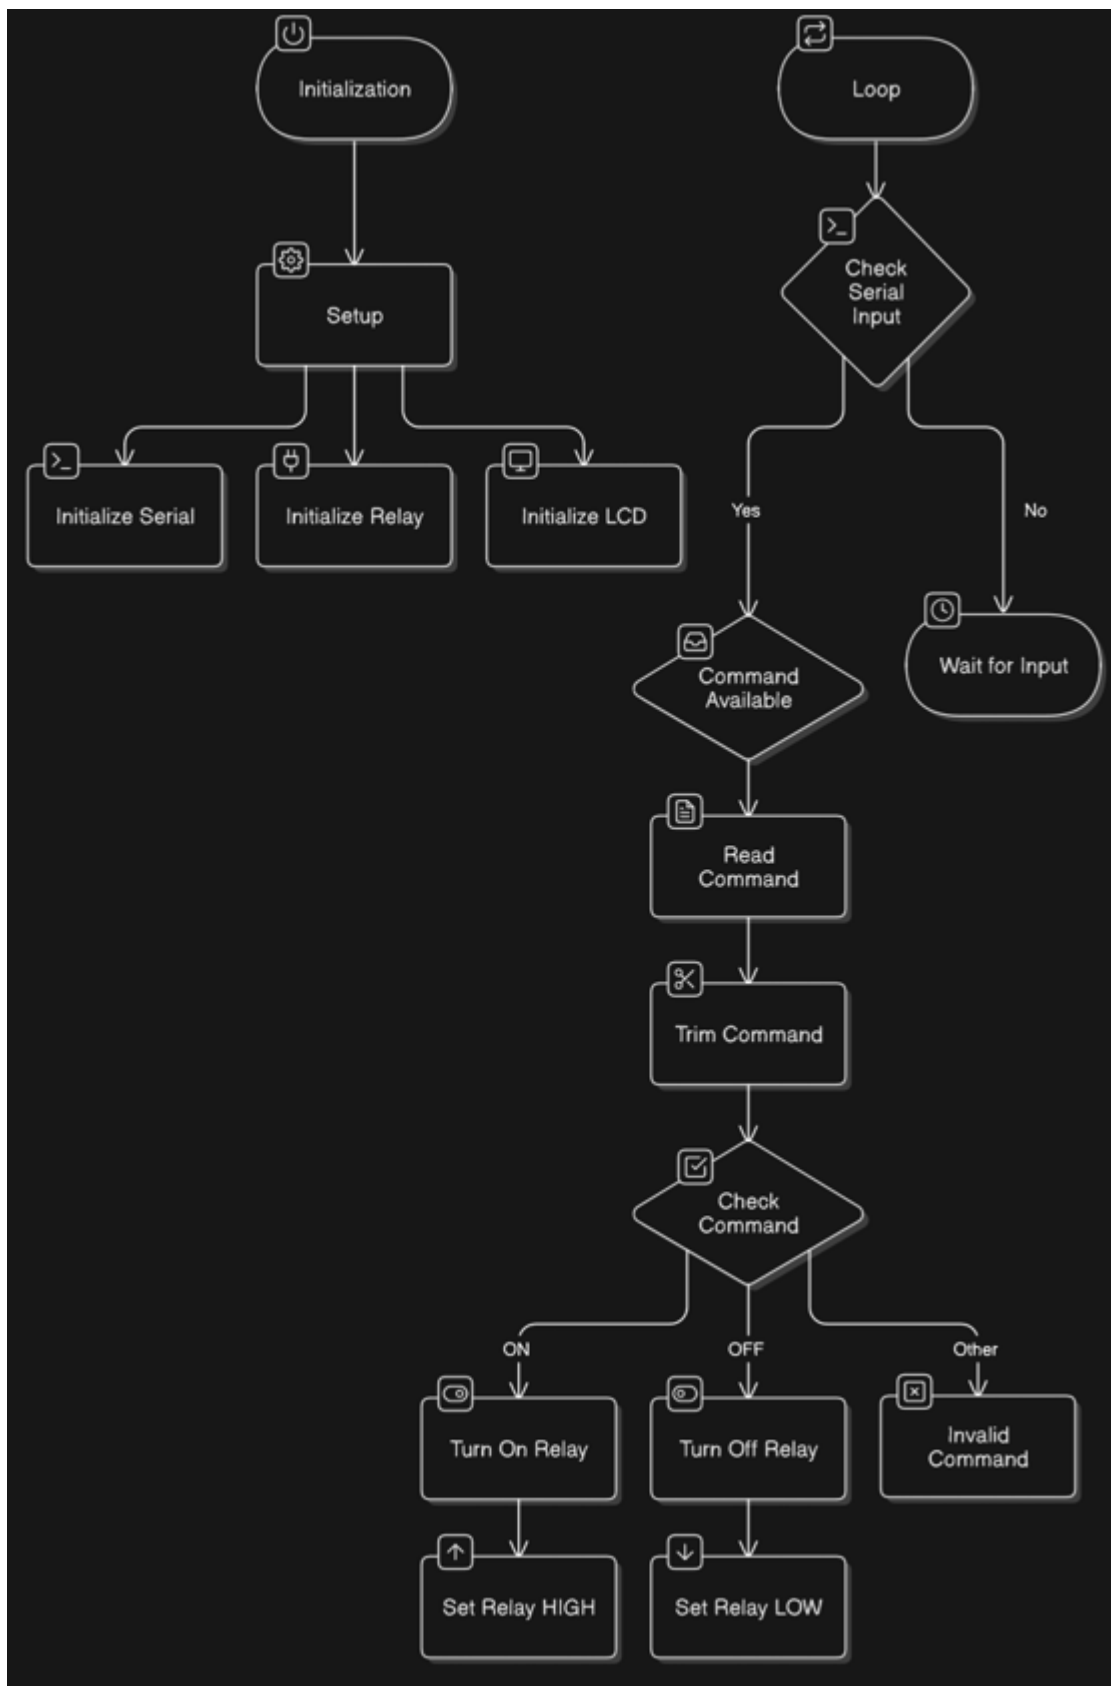 Initialization
Loop
Check
Serial
Input
Setup
Initialize Serial
Initialize Relay
Initialize LCD
Yes
No
Command
Available
Wait for Input
Read
Command
Trim Command
Check
Command
ON
OFF
Other
Turn On Relay
Turn Off Relay
Invalid
Command
Set Relay HIGH
Set Relay LOW